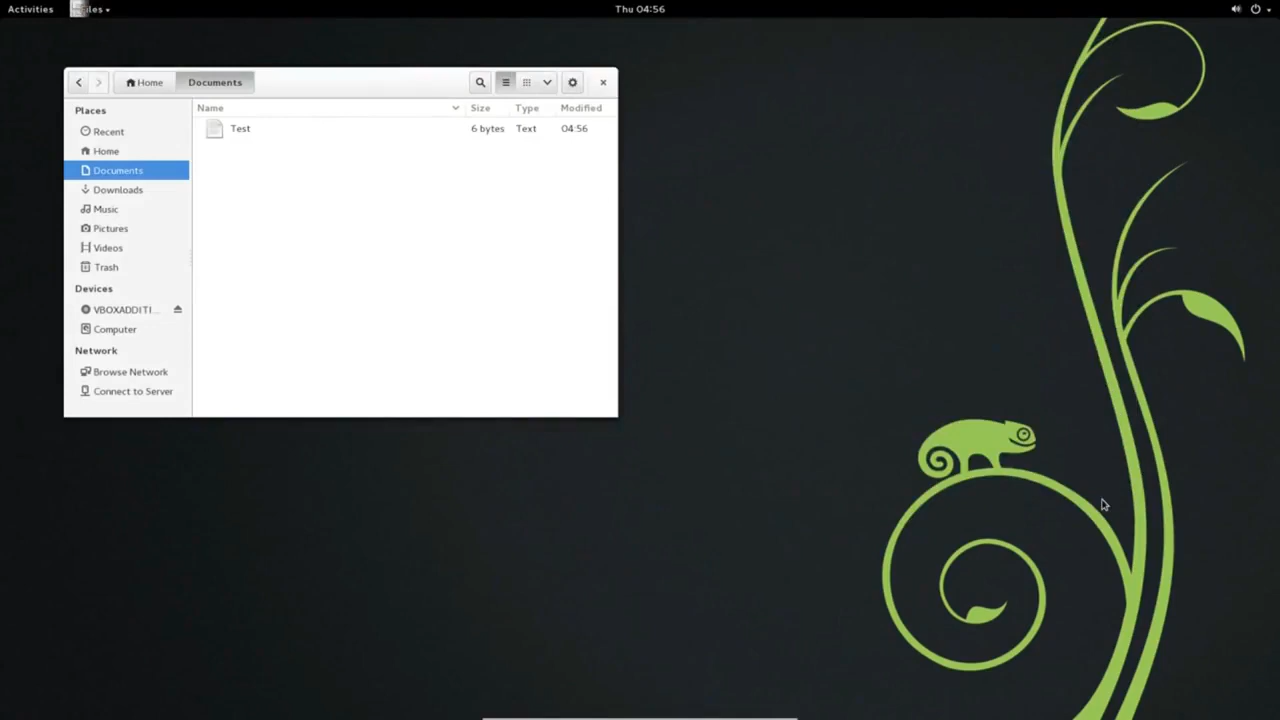 Activities Files Thu 04:56
Home Documents
Places
Recent
Home
Documents
Downloads
Music
Pictures
Videos
Trash
Devices
VBOXADDITI...
Computer
Network
Browse Network
Connect to Server
Name Size Type Modified
Test 6 bytes Text 04:56